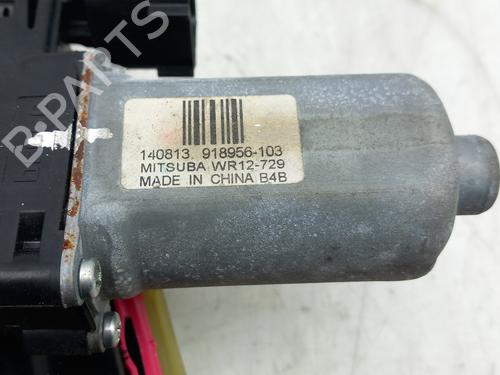 140813. 918956-103
MITSUBA WR12-729
MADE IN CHINA B4B
B-PARTS